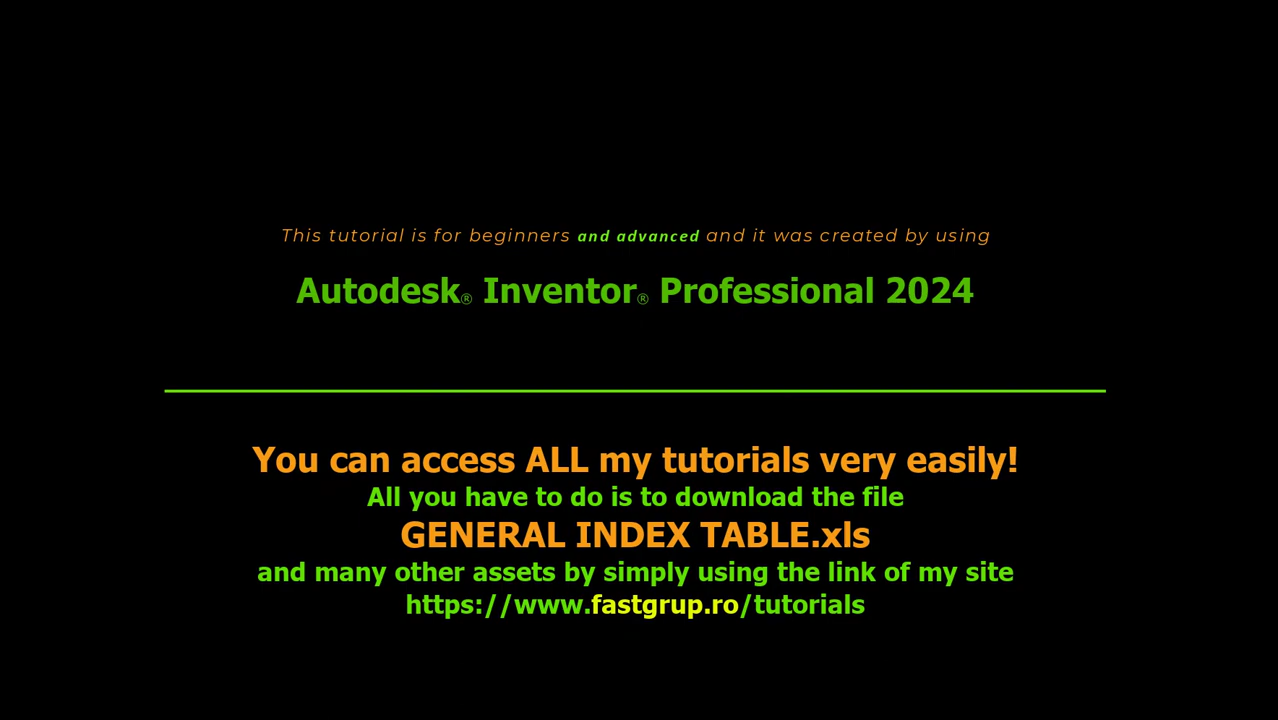 This tutorial is for beginners and advanced and it was created by using
Autodesk® Inventor® Professional 2024
You can access ALL my tutorials very easily!
All you have to do is to download the file
GENERAL INDEX TABLE.xls
and many other assets by simply using the link of my site
https://www.fastgrup.ro/tutorials